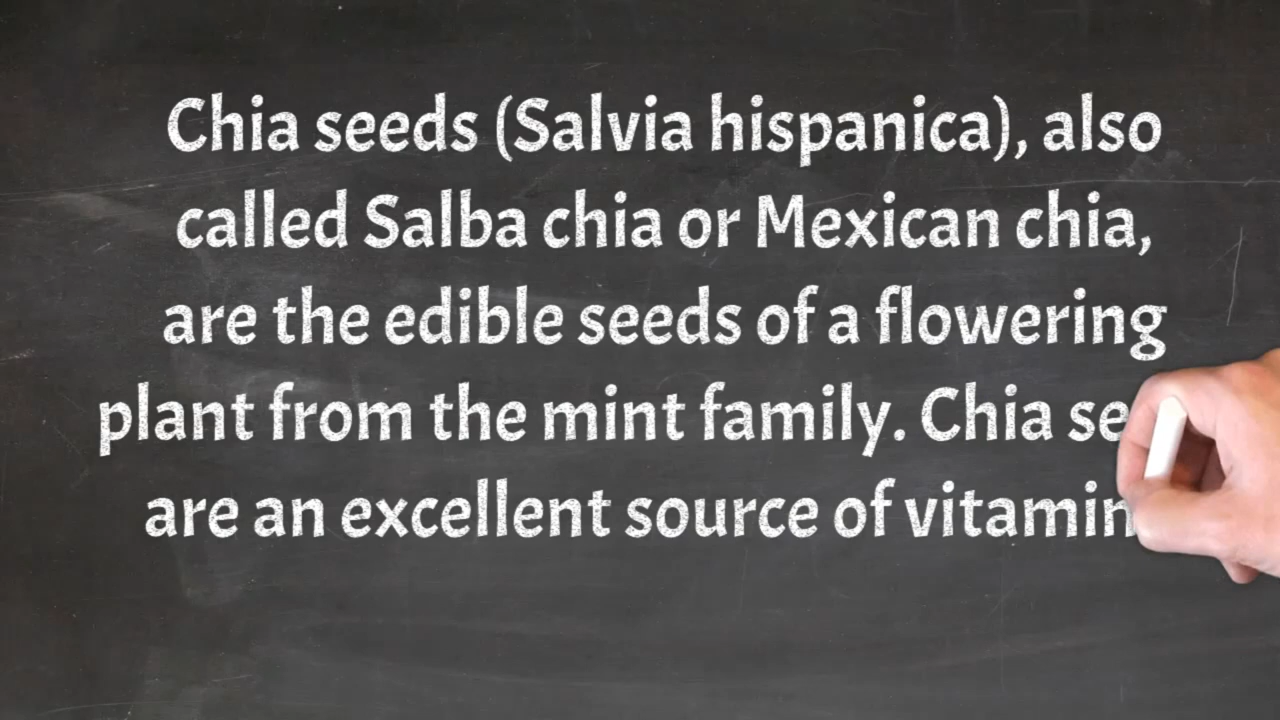 Chia seeds (Salvia hispanica), also
called Salba chia or Mexican chia,
are the edible seeds of a flowering
plant from the mint family. Chia
are an excellent source of